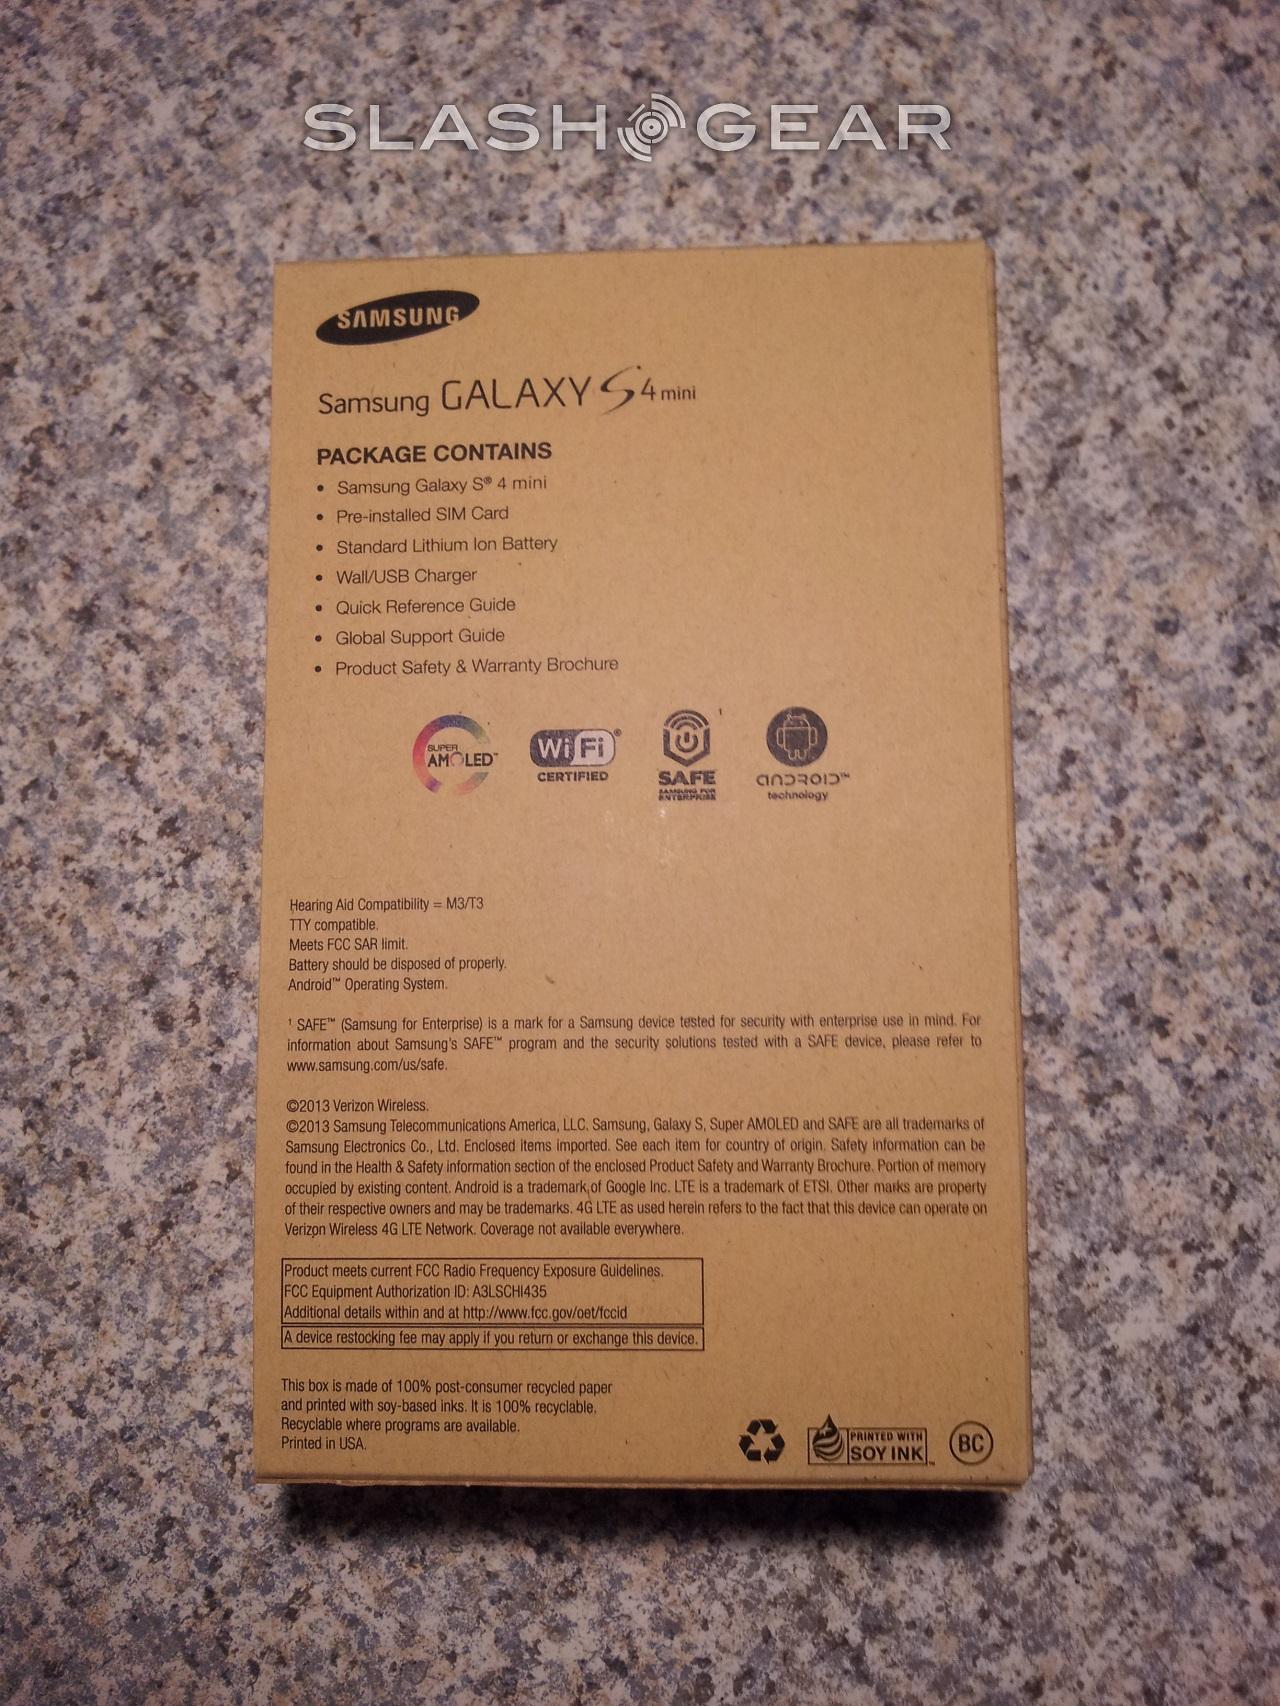 SLASH GEAR
SAMSUNG
Samsung GALAXY S4 mini
PACKAGE CONTAINS
• Samsung Galaxy S® 4 mini
• Pre-installed SIM Card
• Standard Lithium Ion Battery
• Wall/USB Charger
• Quick Reference Guide
• Global Support Guide
• Product Safety & Warranty Brochure
SUPER AMOLED™
Wi Fi® CERTIFIED
SAFE¹ SAMSUNG FOR ENTERPRISE
ANDROID™ technology
Hearing Aid Compatibility = M3/T3
TTY compatible.
Meets FCC SAR limit.
Battery should be disposed of properly.
Android™ Operating System.
¹ SAFE™ (Samsung for Enterprise) is a mark for a Samsung device tested for security with enterprise use in mind. For
information about Samsung's SAFE™ program and the security solutions tested with a SAFE device, please refer to
www.samsung.com/us/safe.
©2013 Verizon Wireless.
©2013 Samsung Telecommunications America, LLC. Samsung, Galaxy S, Super AMOLED and SAFE are all trademarks of
Samsung Electronics Co., Ltd. Enclosed items imported. See each item for country of origin. Safety information can be
found in the Health & Safety information section of the enclosed Product Safety and Warranty Brochure. Portion of memory
occupied by existing content. Android is a trademark of Google Inc. LTE is a trademark of ETSI. Other marks are property
of their respective owners and may be trademarks. 4G LTE as used herein refers to the fact that this device can operate on
Verizon Wireless 4G LTE Network. Coverage not available everywhere.
Product meets current FCC Radio Frequency Exposure Guidelines.
FCC Equipment Authorization ID: A3LSCHI435
Additional details within and at http://www.fcc.gov/oet/fccid
A device restocking fee may apply if you return or exchange this device.
This box is made of 100% post-consumer recycled paper
and printed with soy-based inks. It is 100% recyclable.
Recyclable where programs are available.
Printed in USA.
PRINTED WITH
SOY INK™
BC